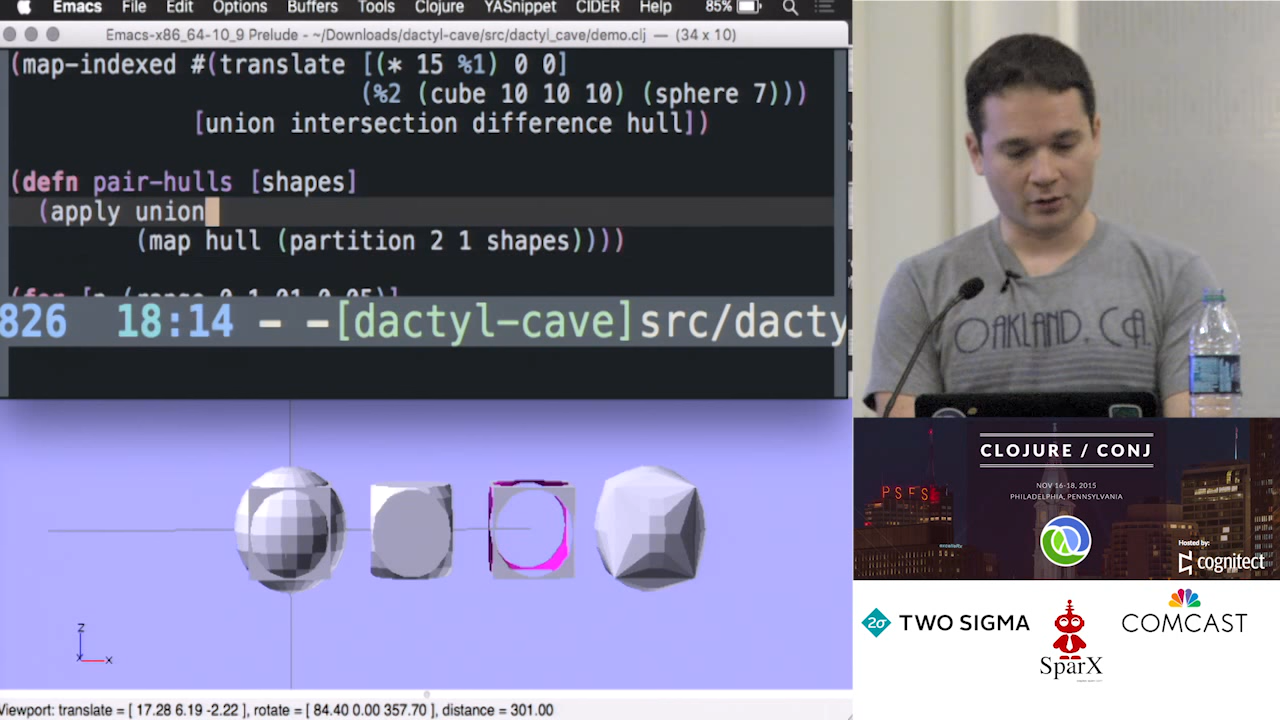 Emacs File Edit Options Buffers Tools Clojure YASnippet CIDER Help 85%
Emacs-x86_64-10_9 Prelude - ~/Downloads/dactyl-cave/src/dactyl_cave/demo.clj — (34 x 10)
(map-indexed #(translate [(* 15 %1) 0 0]
(%2 (cube 10 10 10) (sphere 7)))
[union intersection difference hull])
(defn pair-hulls [shapes]
(apply union
(map hull (partition 2 1 shapes))))
826 18:14 - -[dactyl-cave]src/dacty
Z
X
Viewport: translate = [ 17.28 6.19 -2.22 ], rotate = [ 84.40 0.00 357.70 ], distance = 301.00
OAKLAND, CA.
CLOJURE / CONJ
NOV 16-18, 2015
PHILADELPHIA, PENNSYLVANIA
PSFS
Hosted by:
cognitect
2σ TWO SIGMA
SparX
COMCAST